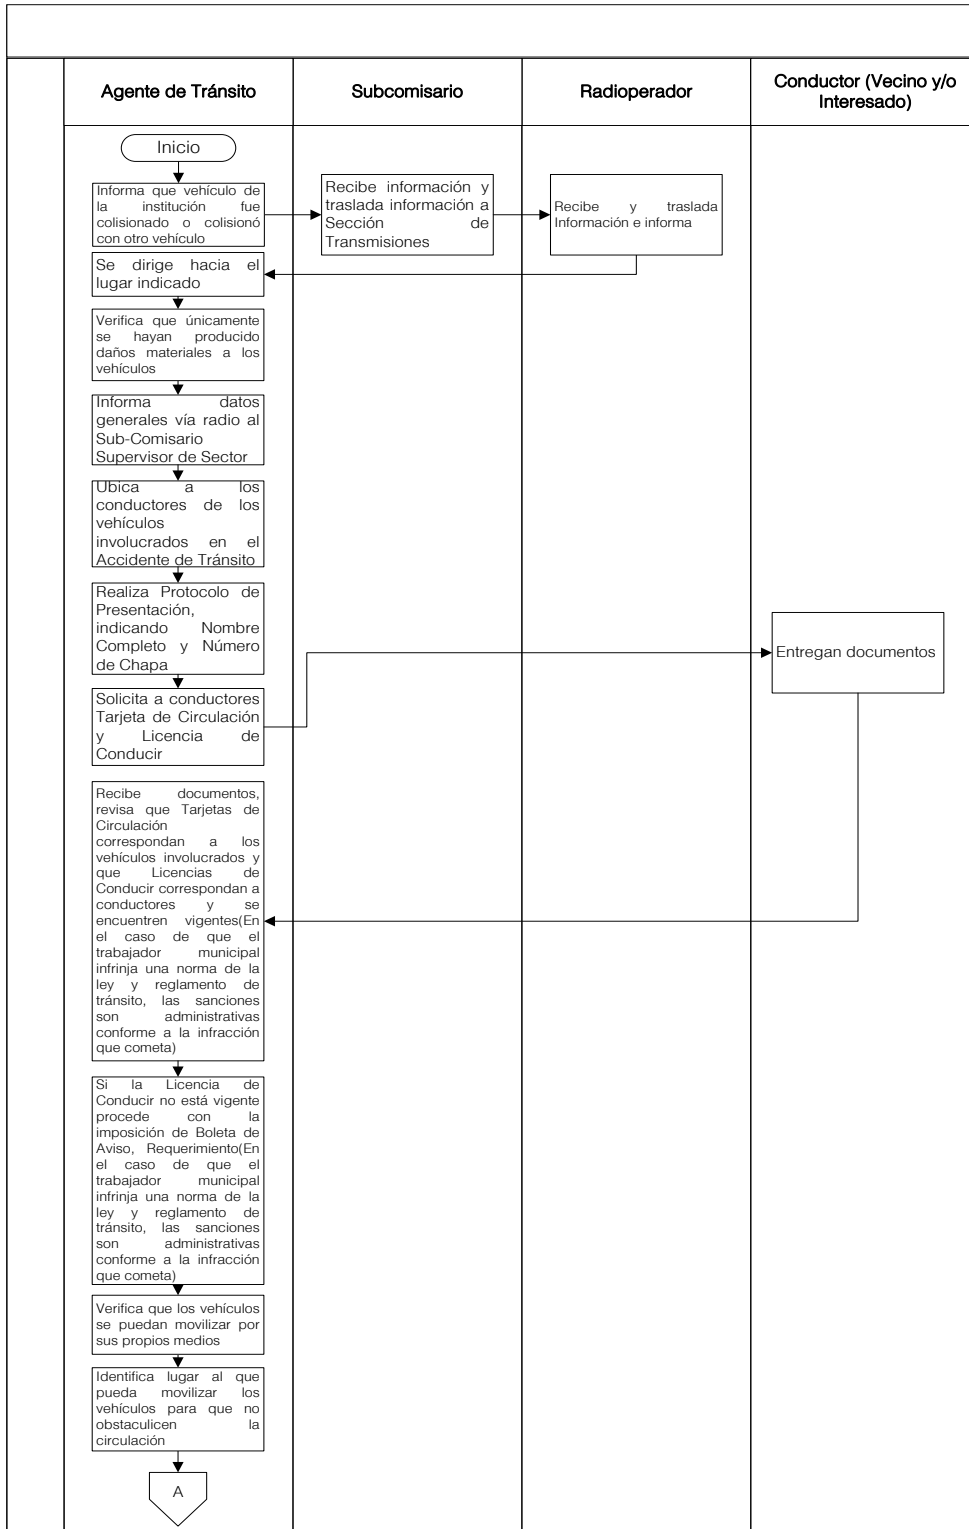 Agente de Tránsito
Subcomisario
Radioperador
Conductor (Vecino y/o
Interesado)
Inicio
Informa que vehículo de
la institución fue
colisionado o colisionó
con otro vehículo
Recibe información y
traslada información a
Sección de
Transmisiones
Recibe y traslada
Información e informa
Se dirige hacia el
lugar indicado
Verifica que únicamente
se hayan producido
daños materiales a los
vehículos
Informa datos
generales vía radio al
Sub-Comisario
Supervisor de Sector
Ubica a los
conductores de los
vehículos
involucrados en el
Accidente de Tránsito
Realiza Protocolo de
Presentación,
indicando Nombre
Completo y Número
de Chapa
Entregan documentos
Solicita a conductores
Tarjeta de Circulación
y Licencia de
Conducir
Recibe documentos,
revisa que Tarjetas de
Circulación
correspondan a los
vehículos involucrados y
que Licencias de
Conducir correspondan a
conductores y se
encuentren vigentes(En
el caso de que el
trabajador municipal
infrinja una norma de la
ley y reglamento de
tránsito, las sanciones
son administrativas
conforme a la infracción
que cometa)
Si la Licencia de
Conducir no está vigente
procede con la
imposición de Boleta de
Aviso, Requerimiento(En
el caso de que el
trabajador municipal
infrinja una norma de la
ley y reglamento de
tránsito, las sanciones
son administrativas
conforme a la infracción
que cometa)
Verifica que los vehículos
se puedan movilizar por
sus propios medios
Identifica lugar al que
pueda movilizar los
vehículos para que no
obstaculicen la
circulación
A